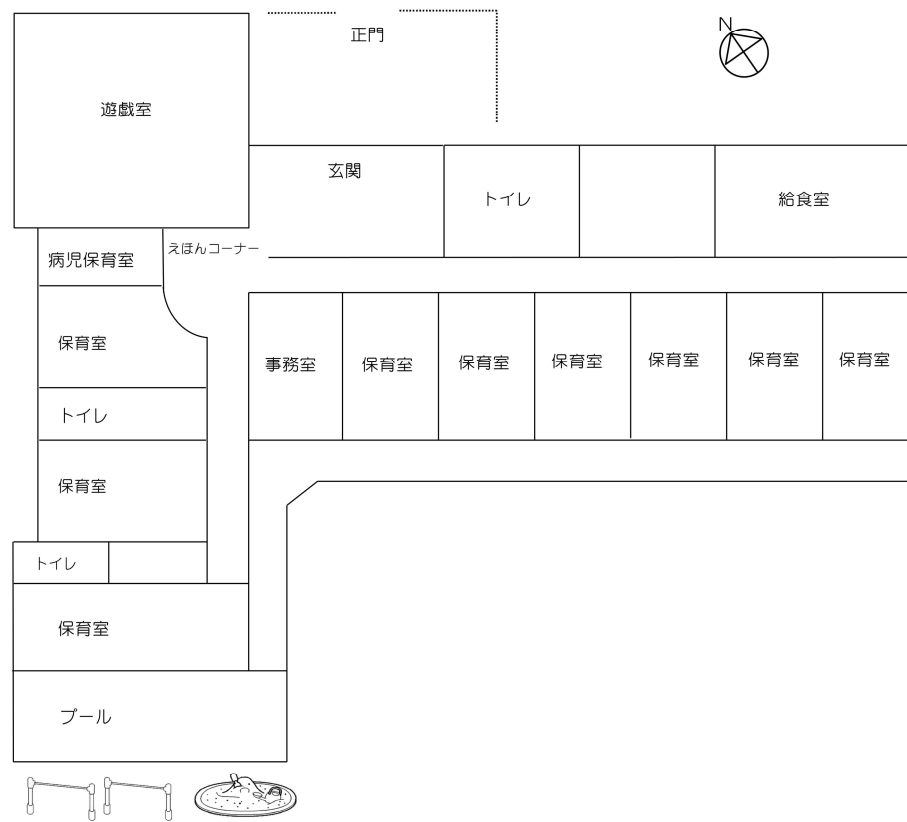 正門
N
遊戯室
玄関
トイレ
給食室
えほんコーナー
病児保育室
保育室
事務室
保育室
保育室
保育室
保育室
保育室
保育室
トイレ
保育室
トイレ
保育室
プール